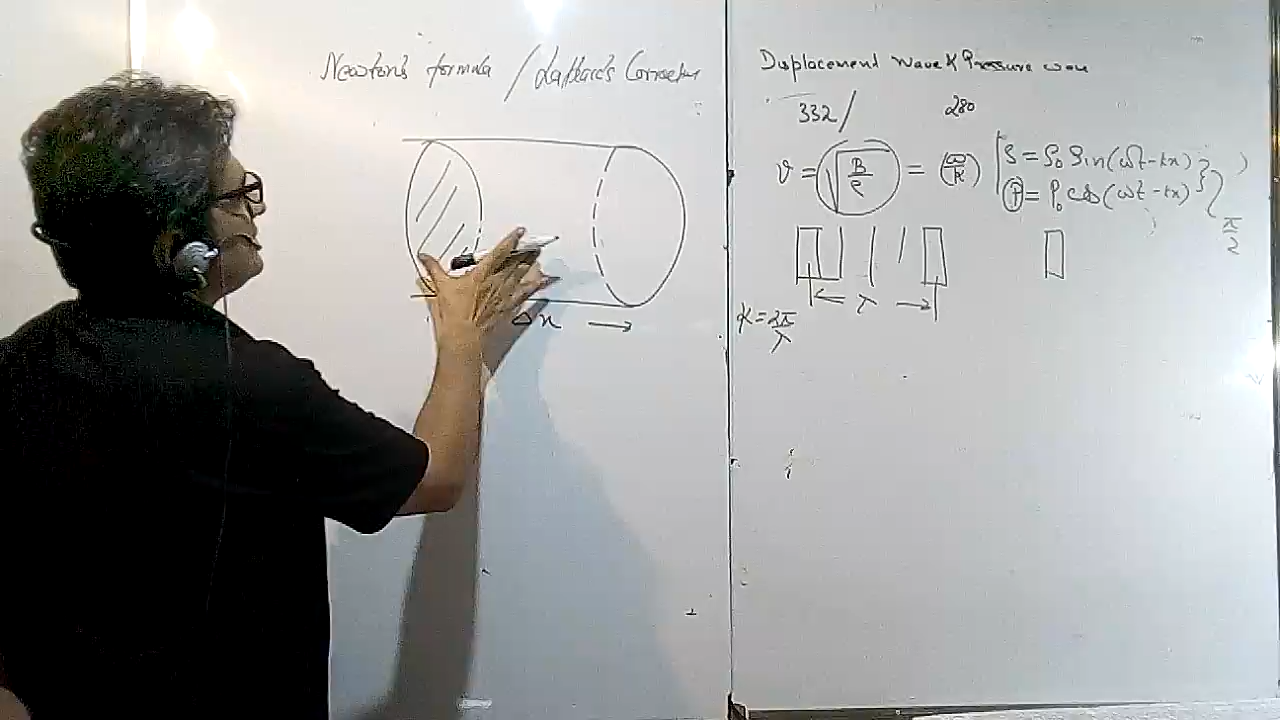 Newton's formula / Laplace's Correction
Δx →
Displacement wave & Pressure wave
332/ 280
v = √(B/ρ) = (ω/k)
S = S₀ Sin(ωt-kx)
P = P₀ cos(ωt-kx)
π/2
← λ →
K = 2π/λ